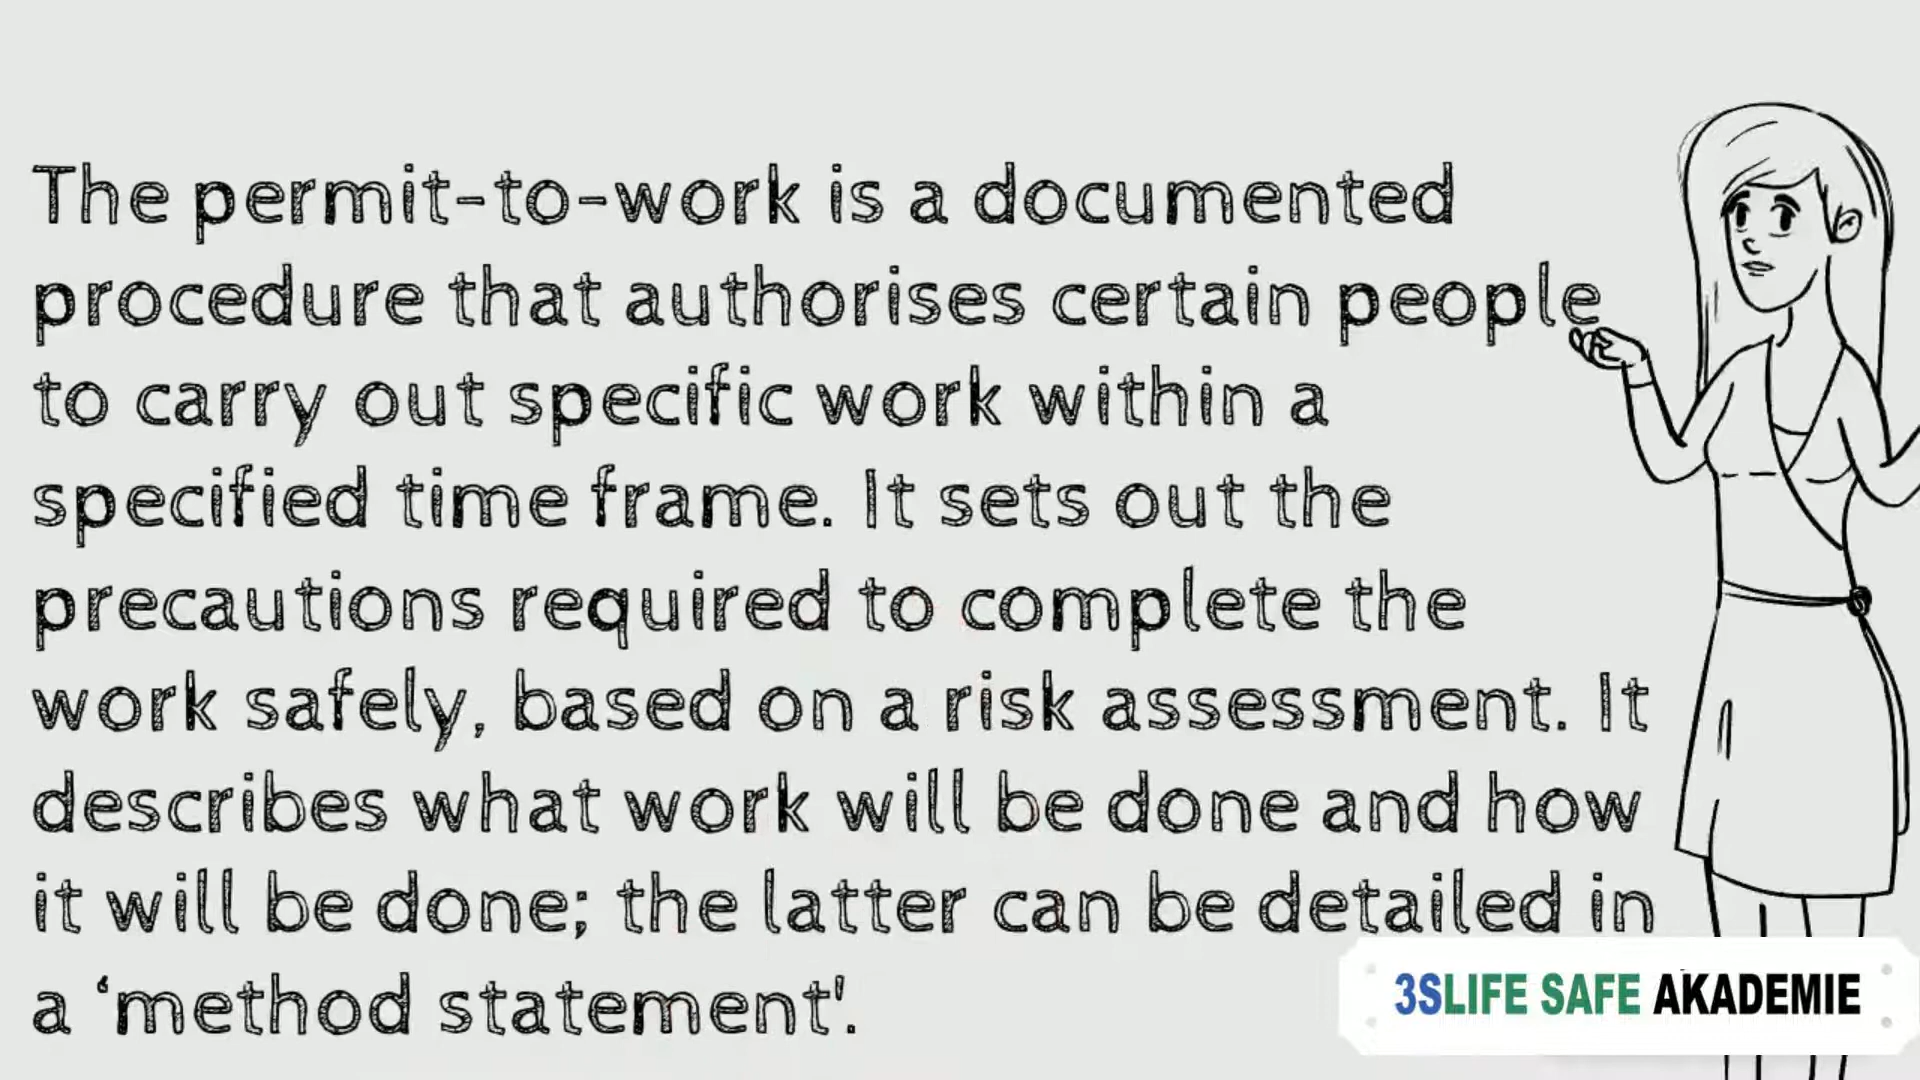 The permit-to-work is a documented
procedure that authorises certain people
to carry out specific work within a
specified time frame. It sets out the
precautions required to complete the
work safely, based on a risk assessment. It
describes what work will be done and how
it will be done; the latter can be detailed in
a ‘method statement'.
3SLIFE SAFE AKADEMIE